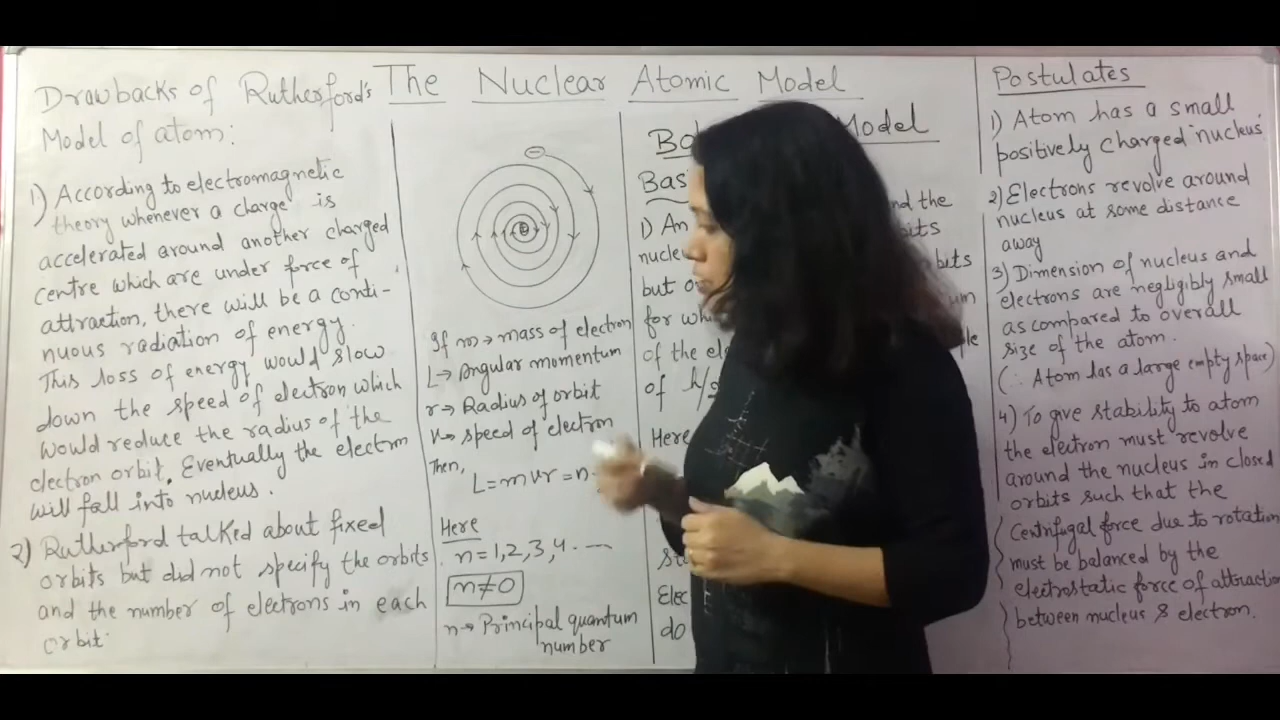 The Nuclear Atomic Model
Drawbacks of Rutherford's
Model of atom:
1) According to electromagnetic
theory whenever a charge is
accelerated around another charged
centre which are under force of
attraction, there will be a conti-
nuous radiation of energy.
This loss of energy would slow
down the speed of electron which
would reduce the radius of the
electron orbit. Eventually the electron
will fall into nucleus.
2) Rutherford talked about fixed
orbits but did not specify the orbits
and the number of electrons in each
orbit
If m → mass of electron
L → Angular momentum
r → Radius of orbit
v → speed of electron
Then,
L = mvr = n
Here
n = 1,2,3,4. —
n ≠ 0
n → Principal quantum
number
Model
1) An nd the
nucle
but
for
of the
of h/
Here
do
Postulates
1) Atom has a small
positively charged "nucleus"
2) Electrons revolve around
nucleus at some distance
away
3) Dimension of nucleus and
electrons are negligibly small
as compared to overall
size of the atom.
(∴ Atom has a large empty space)
4) To give stability to atom
the electron must revolve
around the nucleus in closed
orbits such that the
Centrifugal force due to rotation
must be balanced by the
electrostatic force of attraction
between nucleus & electron.